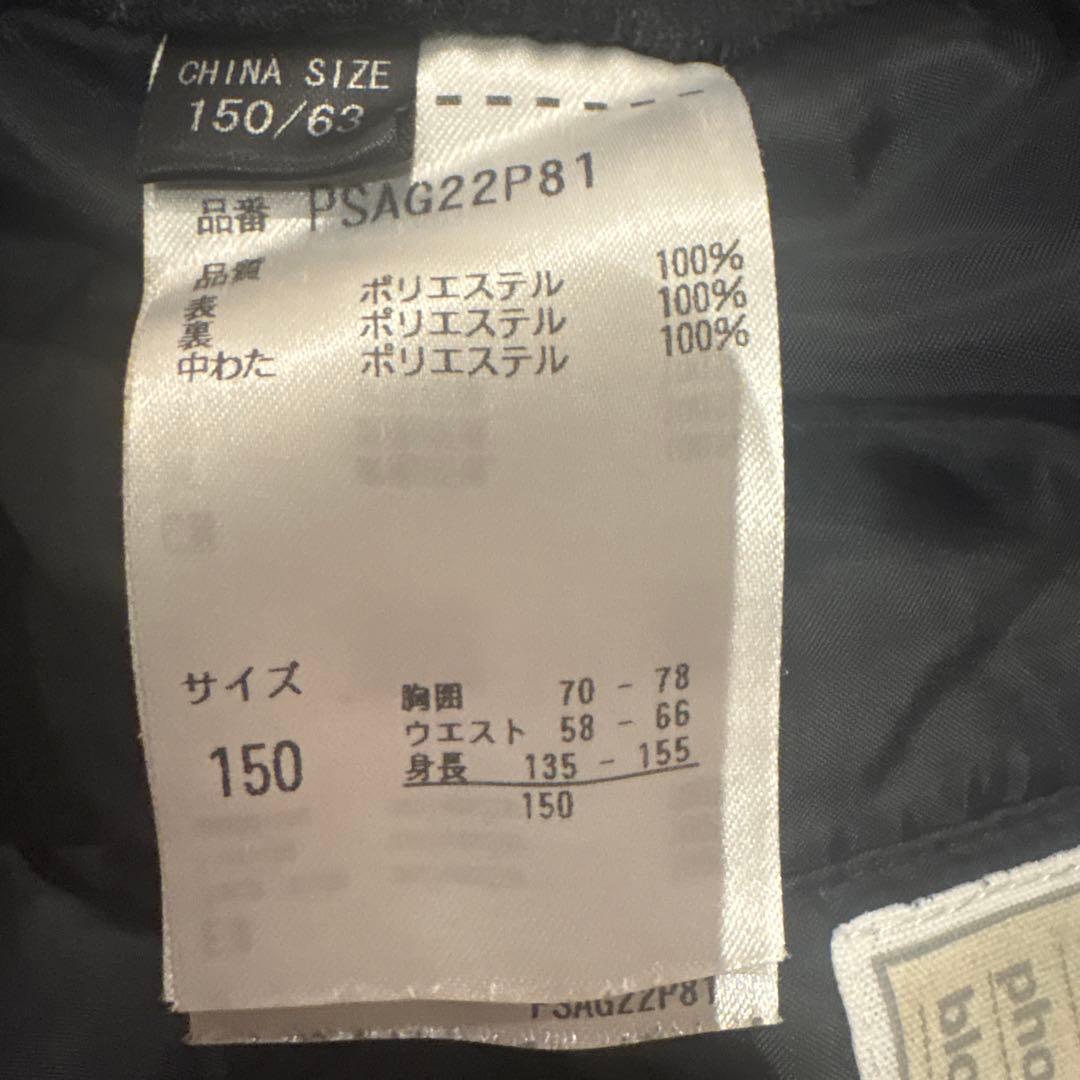 CHINA SIZE
150/63
品番 PSAG22P81
品質
表 ポリエステル 100%
裏 ポリエステル 100%
中わた ポリエステル 100%
サイズ
150
胸囲 70 - 78
ウエスト 58 - 66
身長 135 - 155
150
PSAG22P81
pho
blo